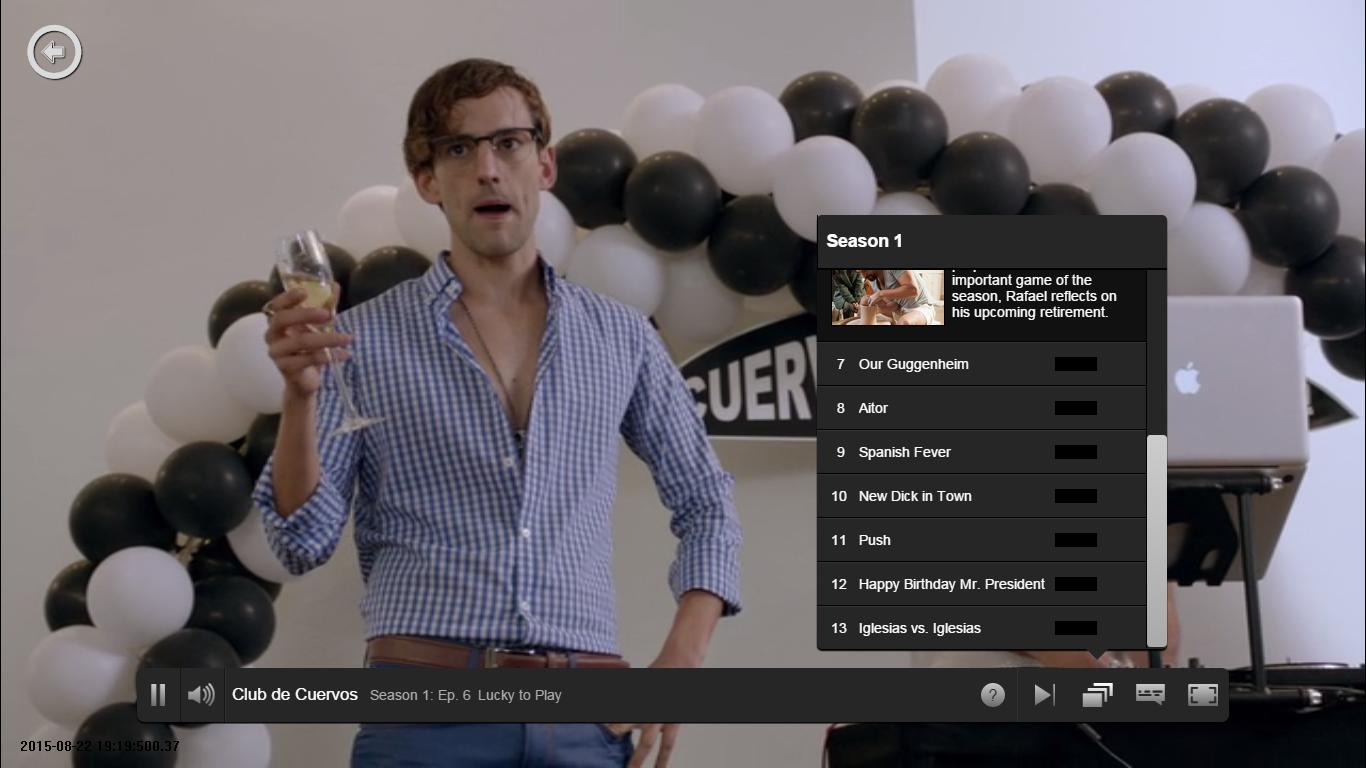 Season 1
important game of the
season, Rafael reflects on
his upcoming retirement.
CUERV
7 Our Guggenheim
8 Aitor
9 Spanish Fever
10 New Dick in Town
11 Push
12 Happy Birthday Mr. President
13 Iglesias vs. Iglesias
Club de Cuervos Season 1: Ep. 6 Lucky to Play
?
2015-08-22 19:19:500.37